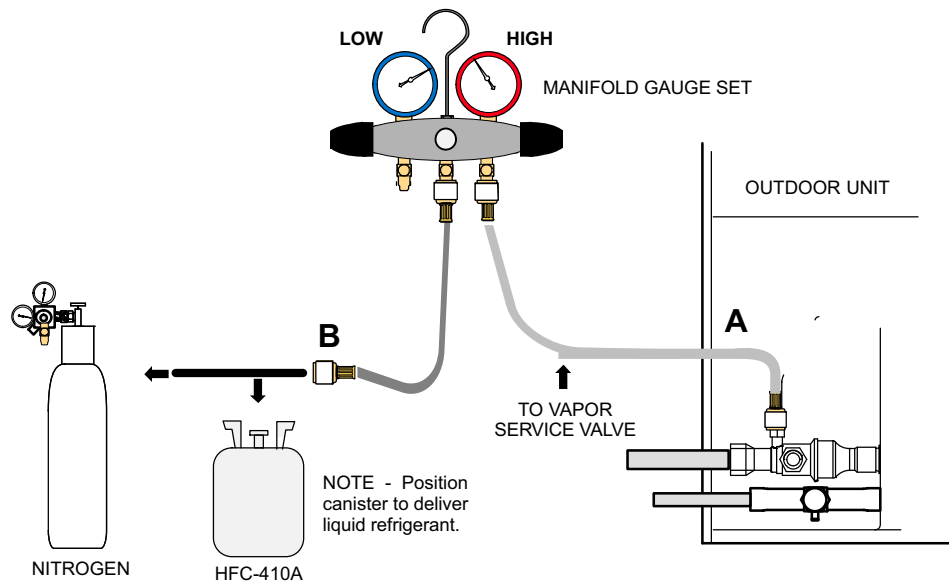 LOW
HIGH
MANIFOLD GAUGE SET
OUTDOOR UNIT
B
A
TO VAPOR
SERVICE VALVE
NOTE - Position
canister to deliver
liquid refrigerant.
NITROGEN
HFC-410A